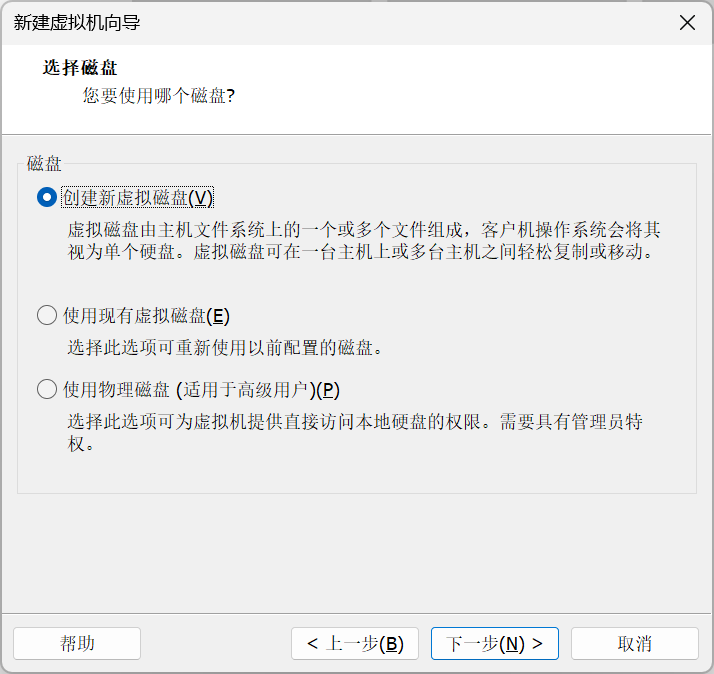 新建虚拟机向导
选择磁盘
您要使用哪个磁盘?
磁盘
创建新虚拟磁盘(V)
虚拟磁盘由主机文件系统上的一个或多个文件组成，客户机操作系统会将其
视为单个硬盘。虚拟磁盘可在一台主机上或多台主机之间轻松复制或移动。
使用现有虚拟磁盘(E)
选择此选项可重新使用以前配置的磁盘。
使用物理磁盘 (适用于高级用户)(P)
选择此选项可为虚拟机提供直接访问本地硬盘的权限。需要具有管理员特
权。
帮助
< 上一步(B)
下一步(N) >
取消